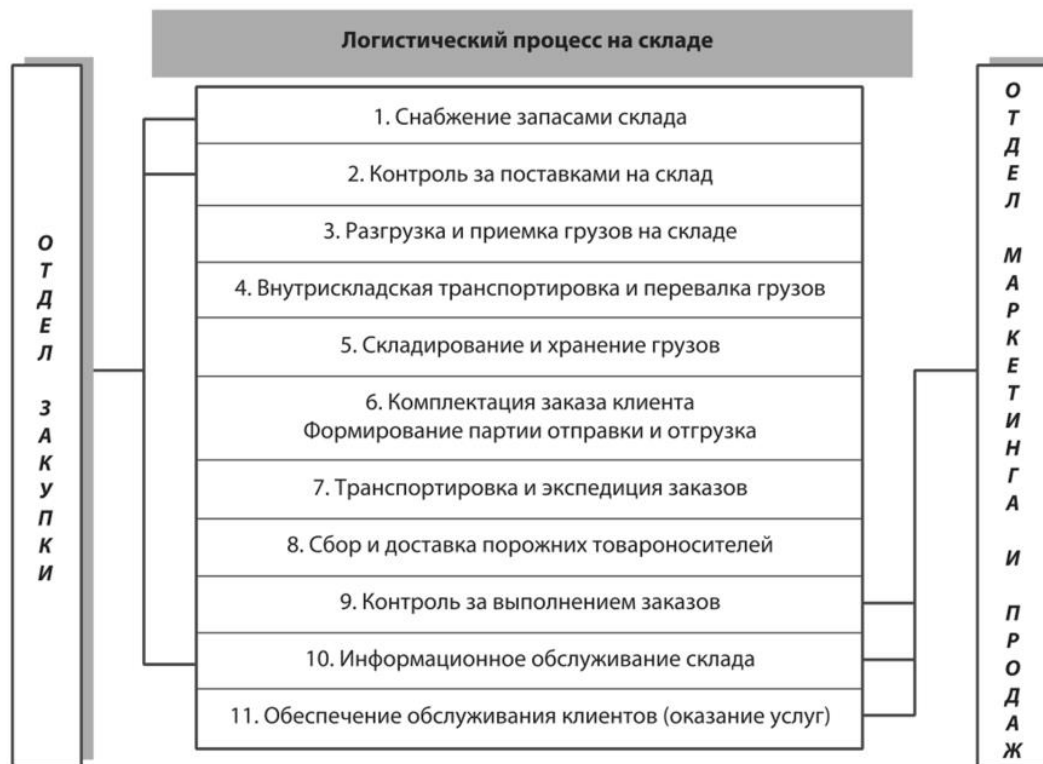 Логистический процесс на складе
ОТДЕЛ ЗАКУПКИ
1. Снабжение запасами склада
2. Контроль за поставками на склад
3. Разгрузка и приемка грузов на складе
4. Внутрискладская транспортировка и перевалка грузов
5. Складирование и хранение грузов
6. Комплектация заказа клиента
Формирование партии отправки и отгрузка
7. Транспортировка и экспедиция заказов
8. Сбор и доставка порожних товароносителей
9. Контроль за выполнением заказов
10. Информационное обслуживание склада
11. Обеспечение обслуживания клиентов (оказание услуг)
ОТДЕЛ МАРКЕТИНГА И ПРОДАЖ